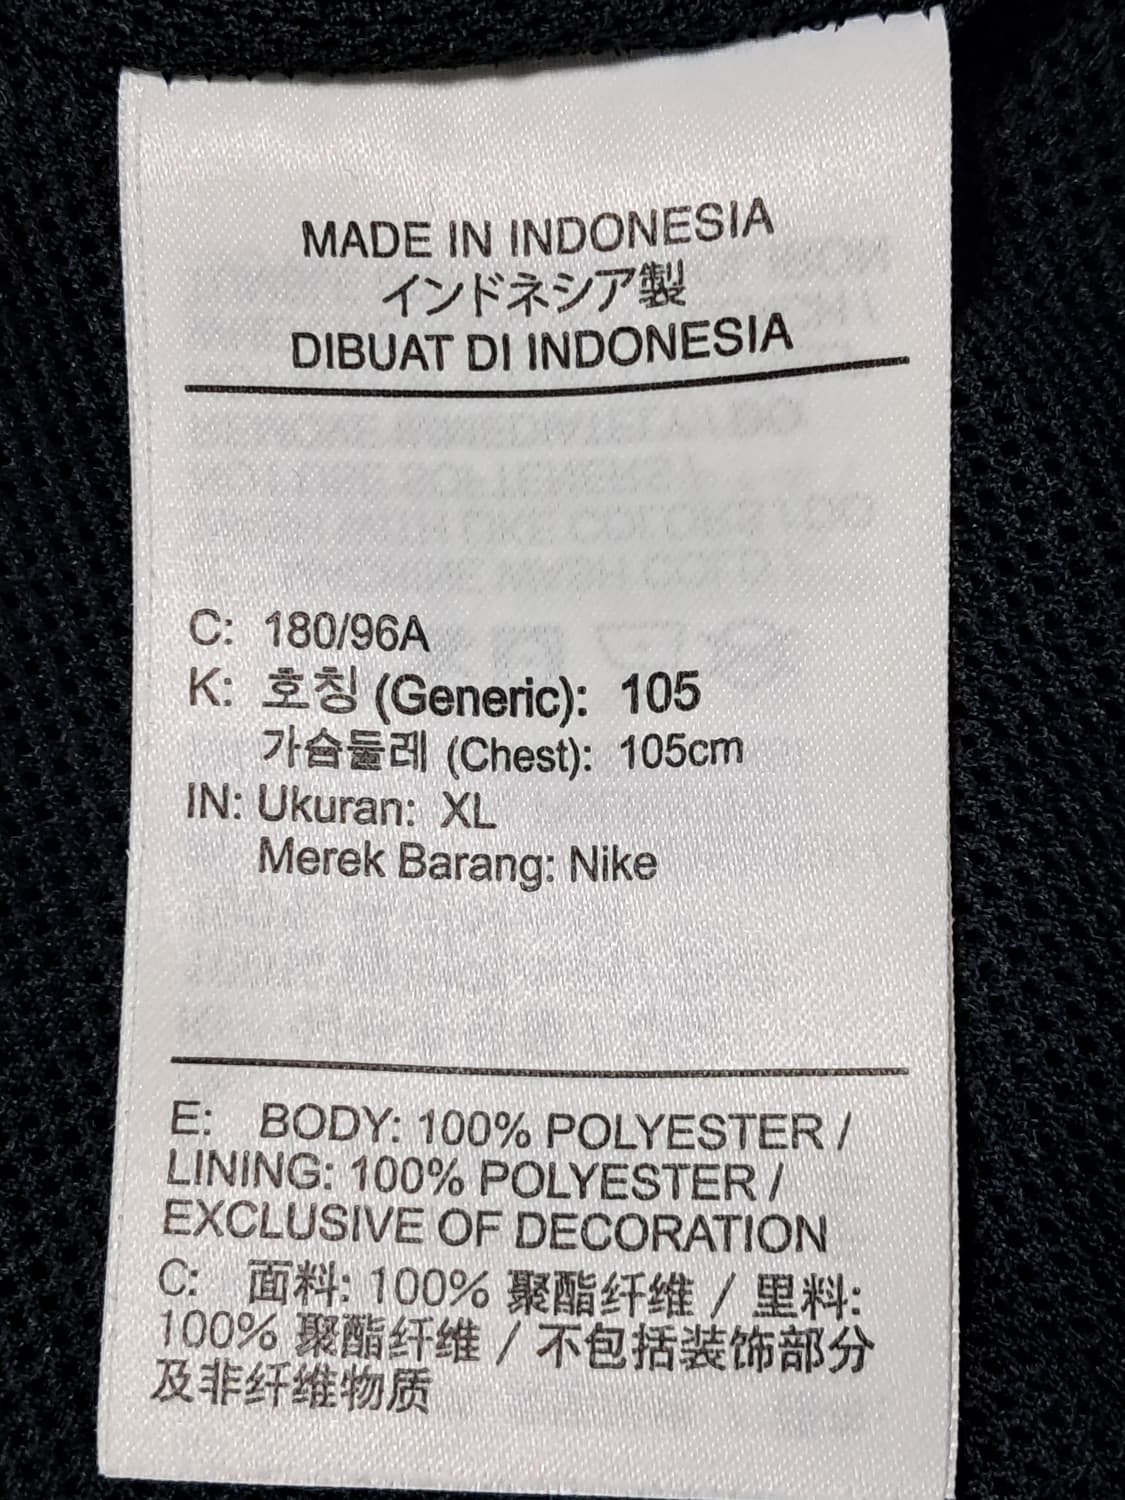 MADE IN INDONESIA
インドネシア製
DIBUAT DI INDONESIA
C: 180/96A
K: 호칭 (Generic): 105
가슴둘레 (Chest): 105cm
IN: Ukuran: XL
Merek Barang: Nike
E: BODY: 100% POLYESTER /
LINING: 100% POLYESTER /
EXCLUSIVE OF DECORATION
C: 面料: 100% 聚酯纤维 / 里料:
100% 聚酯纤维 / 不包括装饰部分
及非纤维物质